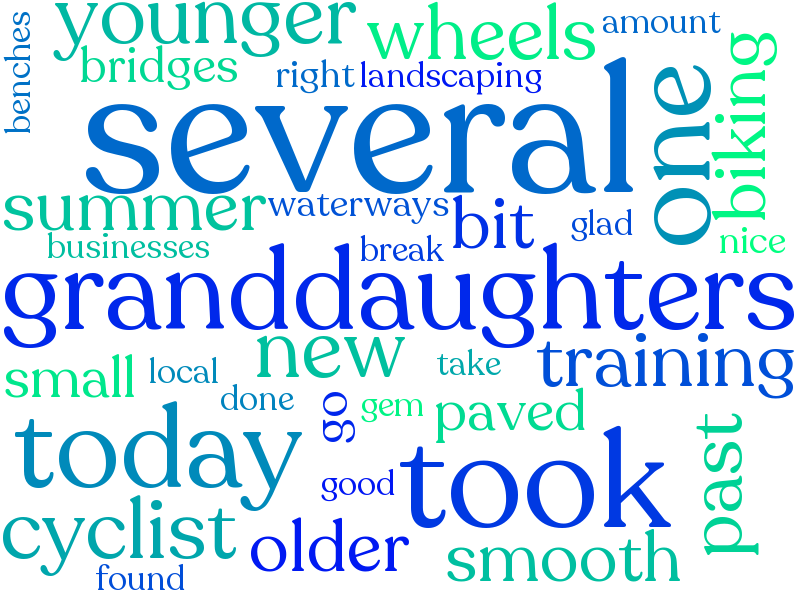 younger
wheels
amount
benches
bridges
right
landscaping
several
one
biking
summer
waterways
bit
glad
nice
businesses
break
granddaughters
new
take
training
small
local
done
go
gem
paved
today
took
past
good
cyclist
older
smooth
found